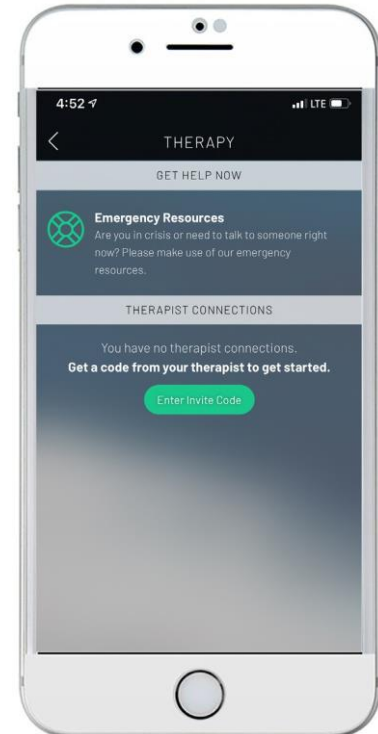 4:52
LTE
THERAPY
GET HELP NOW
Emergency Resources
Are you in crisis or need to talk to someone right
now? Please make use of our emergency
resources.
THERAPIST CONNECTIONS
You have no therapist connections.
Get a code from your therapist to get started.
Enter Invite Code